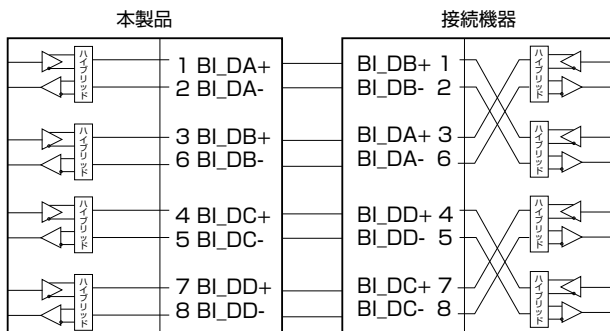 本製品
接続機器
ハイブリッド
1 BI_DA+
2 BI_DA-
ハイブリッド
3 BI_DB+
6 BI_DB-
ハイブリッド
4 BI_DC+
5 BI_DC-
ハイブリッド
7 BI_DD+
8 BI_DD-
BI_DB+ 1
BI_DB- 2
ハイブリッド
BI_DA+ 3
BI_DA- 6
ハイブリッド
BI_DD+ 4
BI_DD- 5
ハイブリッド
BI_DC+ 7
BI_DC- 8
ハイブリッド